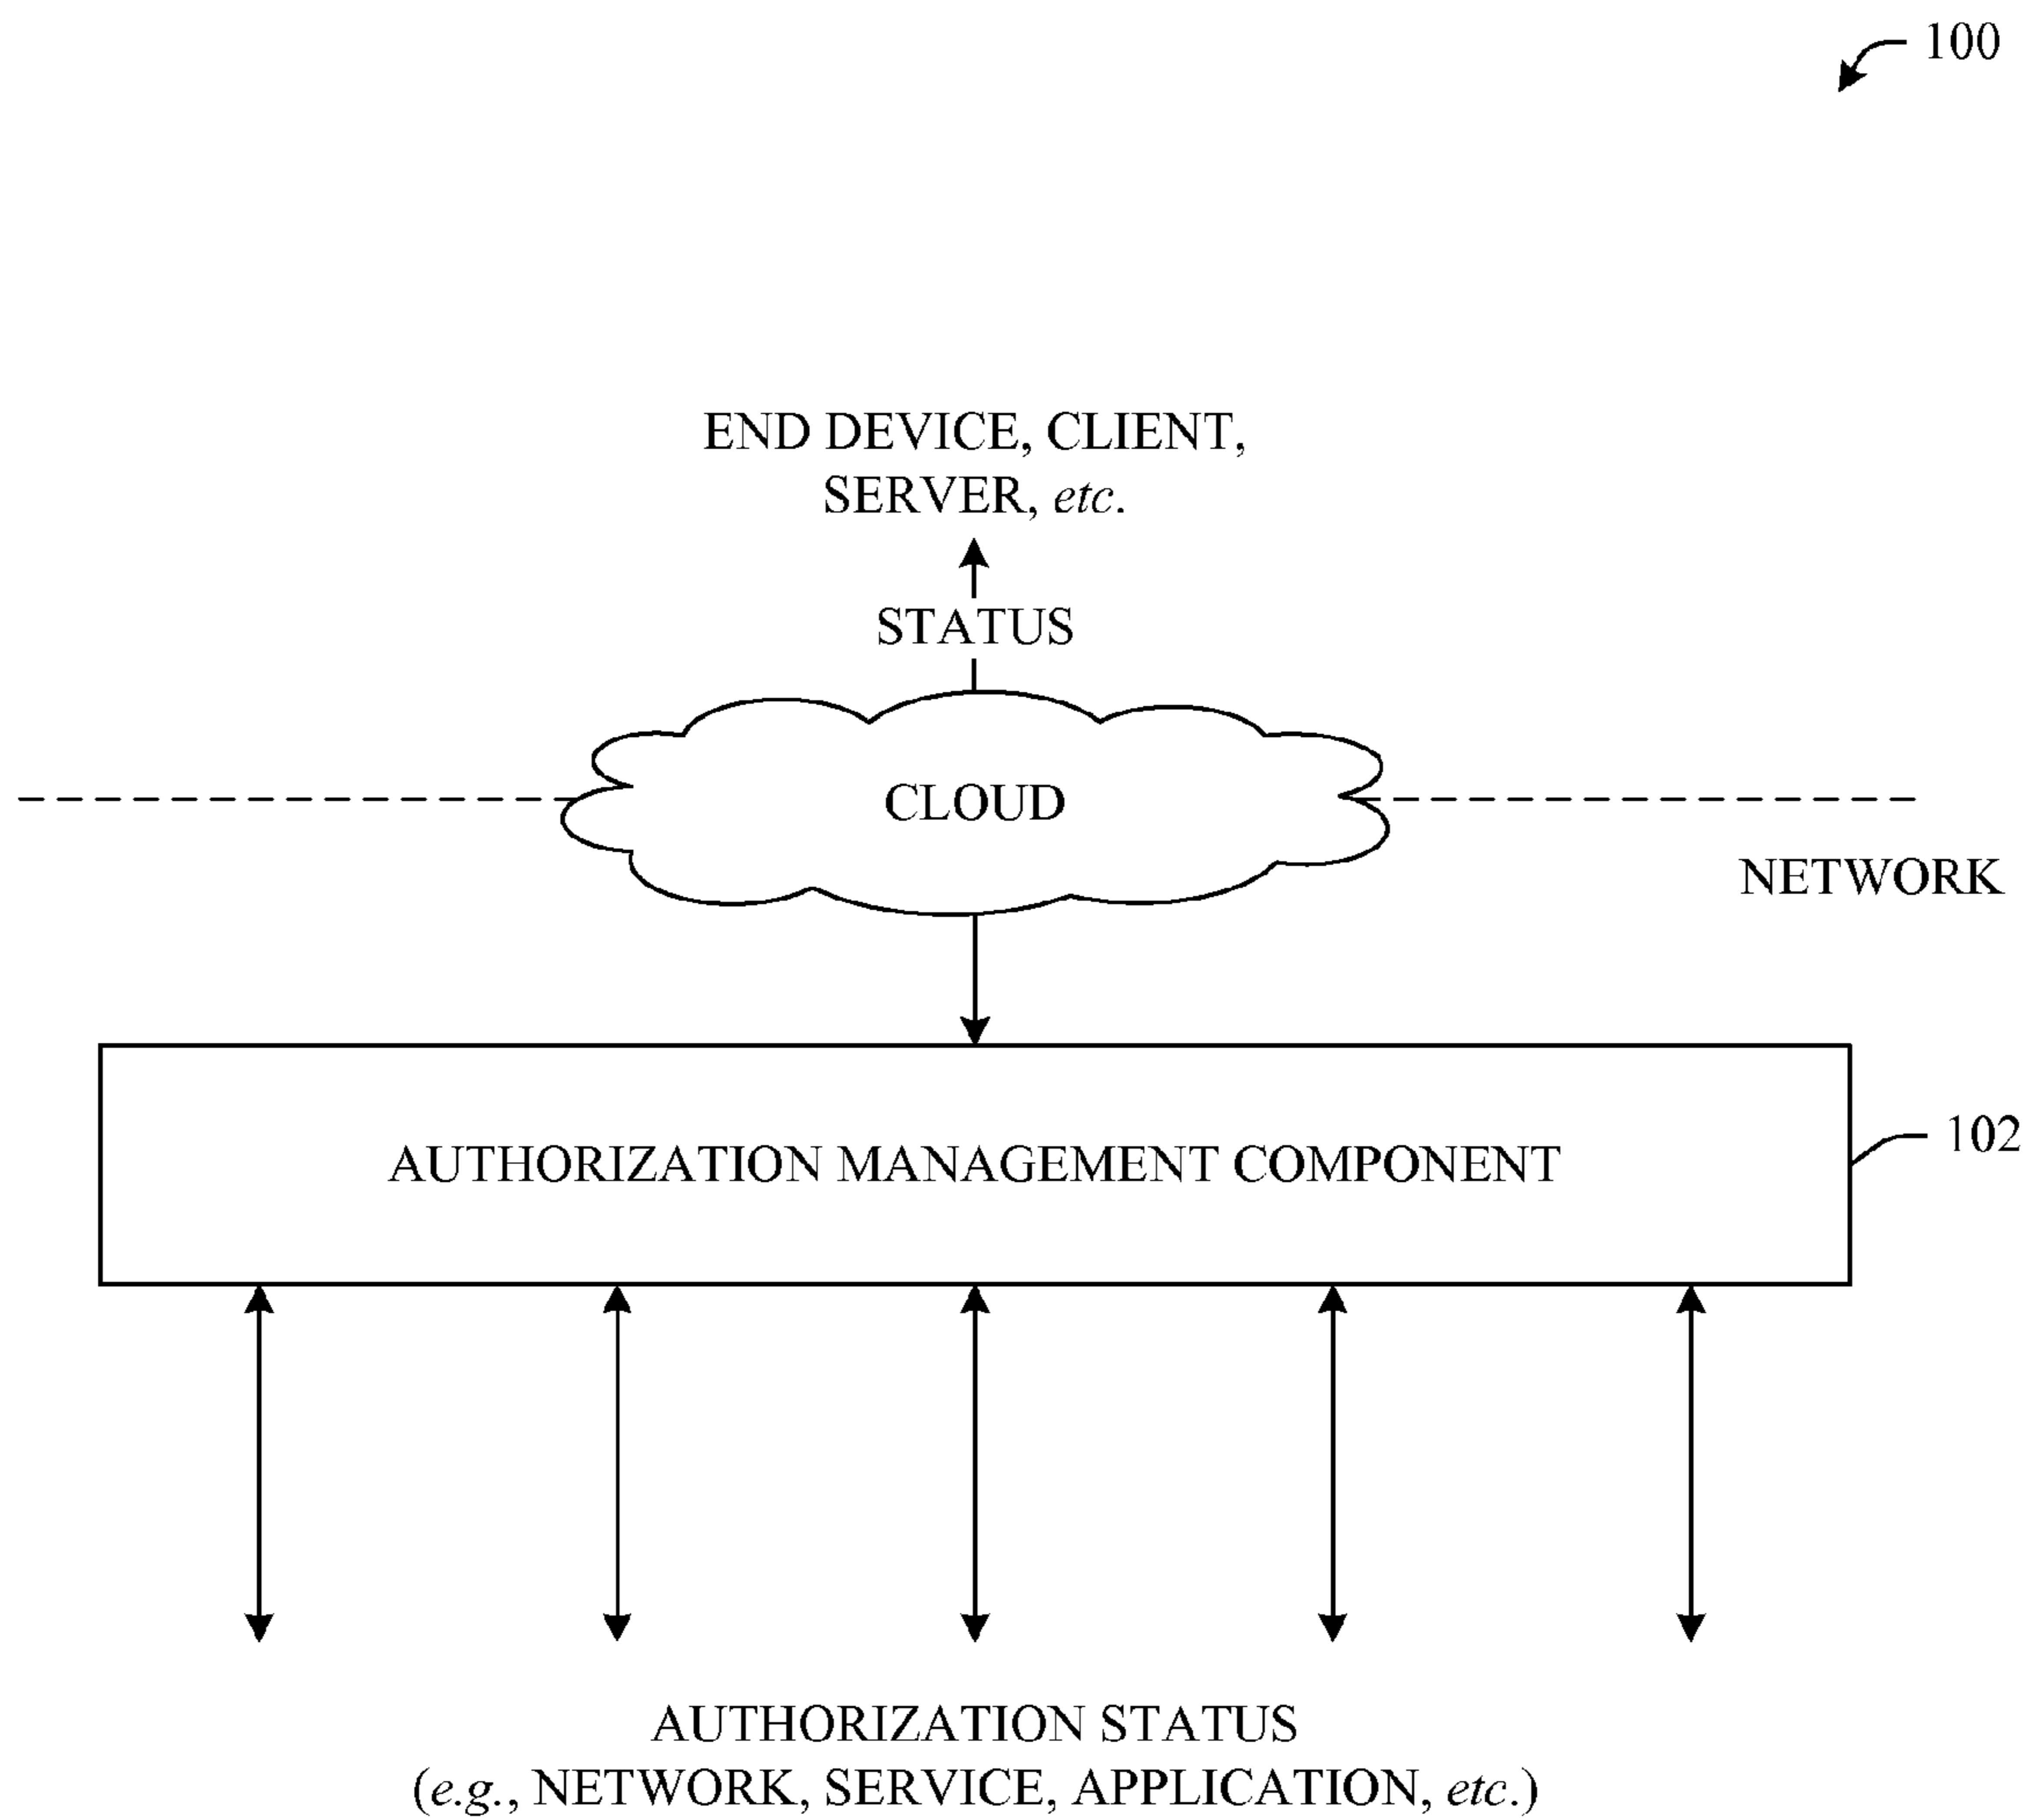 100
END DEVICE, CLIENT,
SERVER, etc.
STATUS
CLOUD
NETWORK
AUTHORIZATION MANAGEMENT COMPONENT
102
AUTHORIZATION STATUS
(e.g., NETWORK, SERVICE, APPLICATION, etc.)